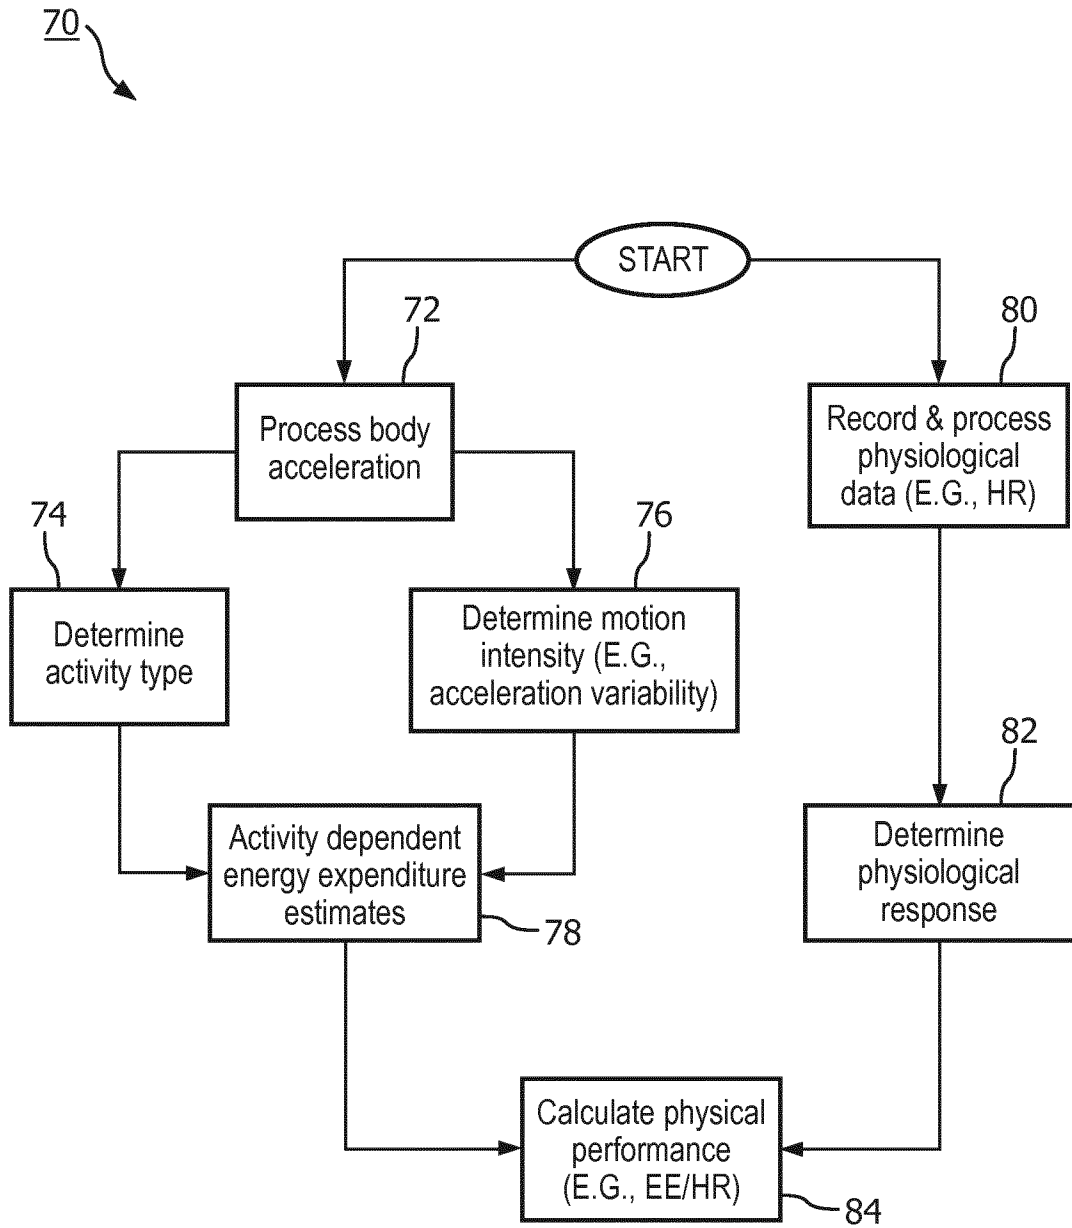 70
START
72
80
Process body
acceleration
Record & process
physiological
data (E.G., HR)
74
76
Determine
activity type
Determine motion
intensity (E.G.,
acceleration variability)
82
Activity dependent
energy expenditure
estimates
78
Determine
physiological
response
Calculate physical
performance
(E.G., EE/HR)
84